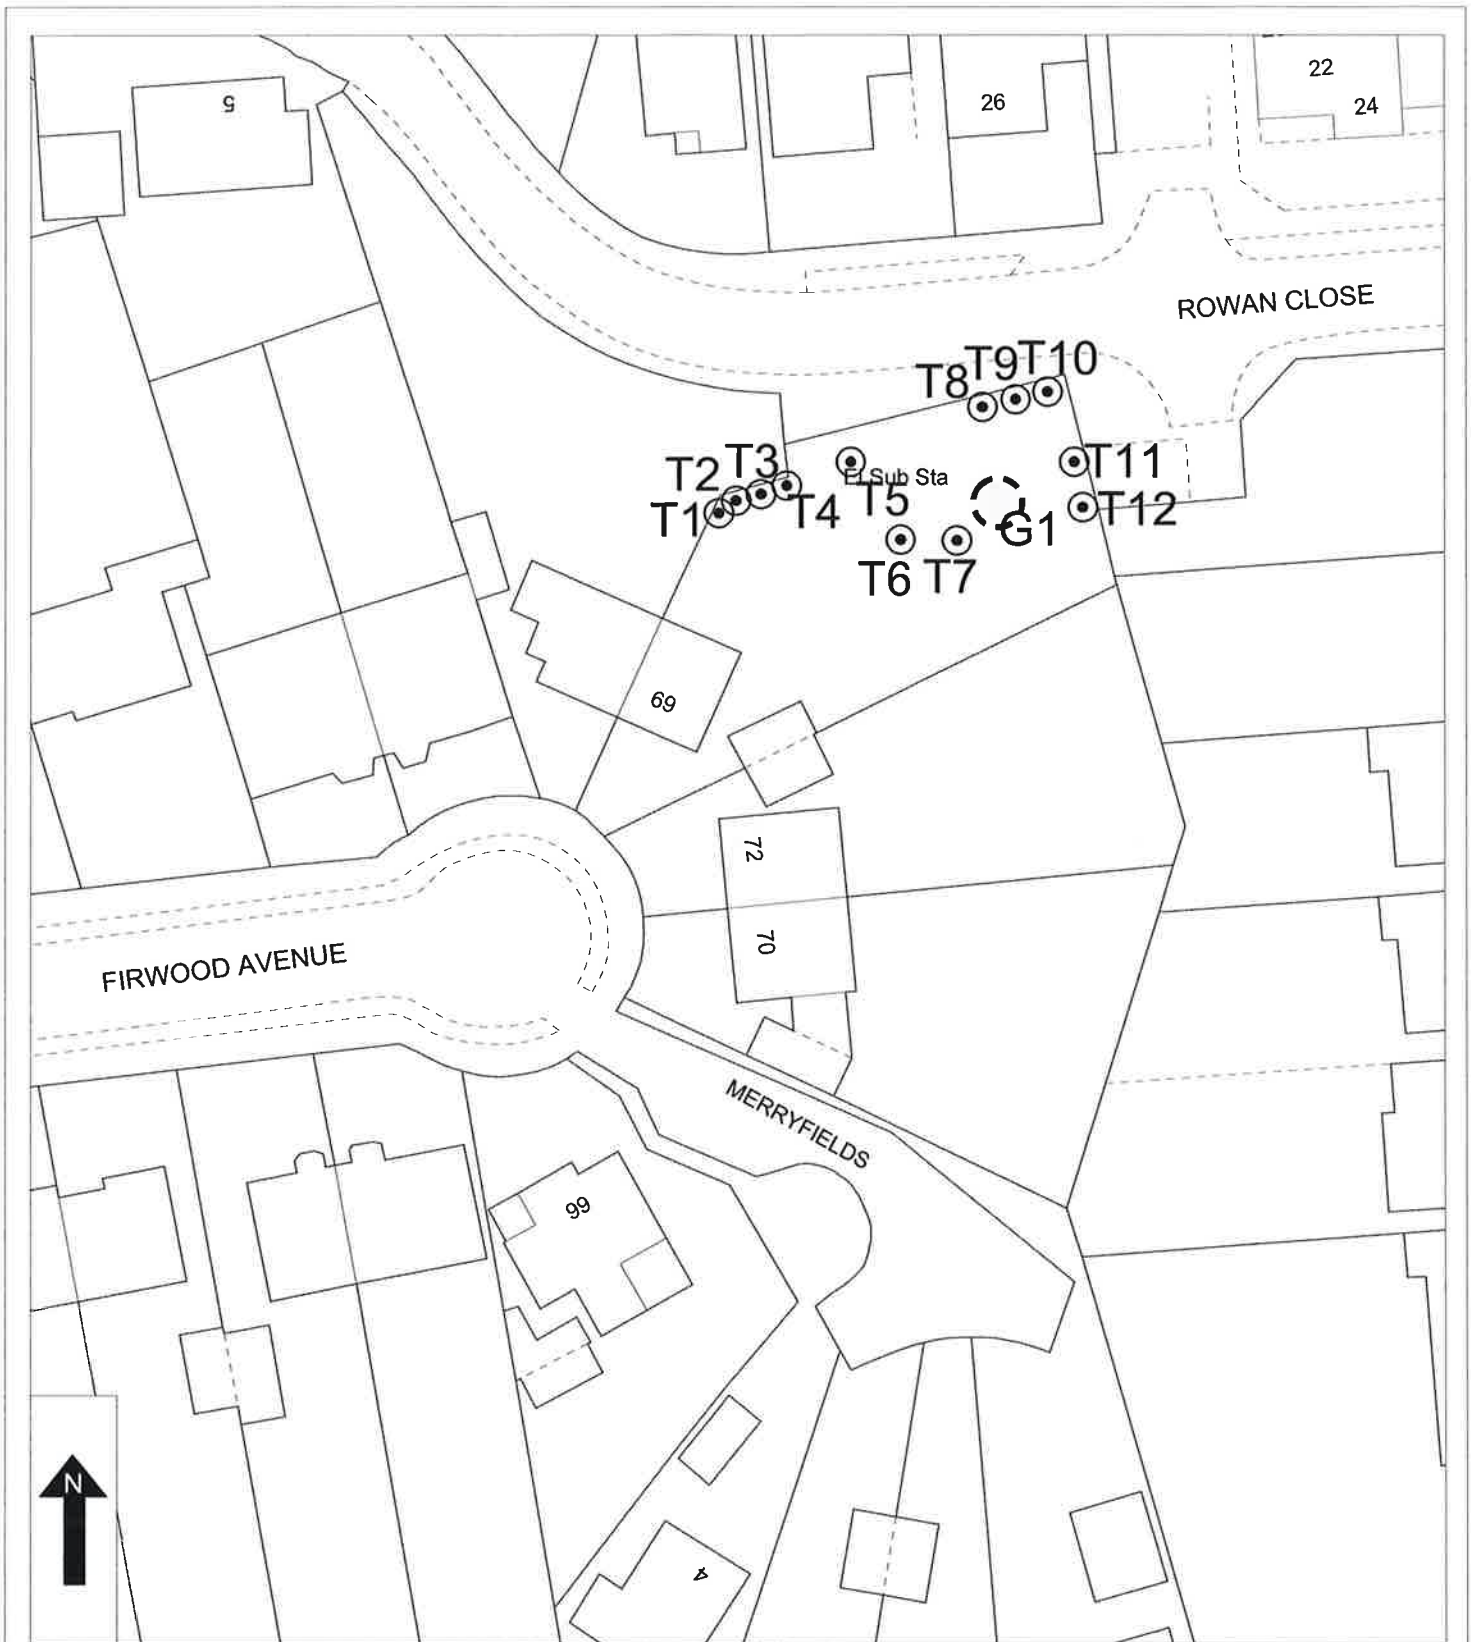 5
26
22
24
ROWAN CLOSE
T8
T9
T10
T2
T3
T1
T4
El Sub Sta
T5
T11
G1
T12
T6
T7
69
72
70
FIRWOOD AVENUE
MERRYFIELDS
66
N
4